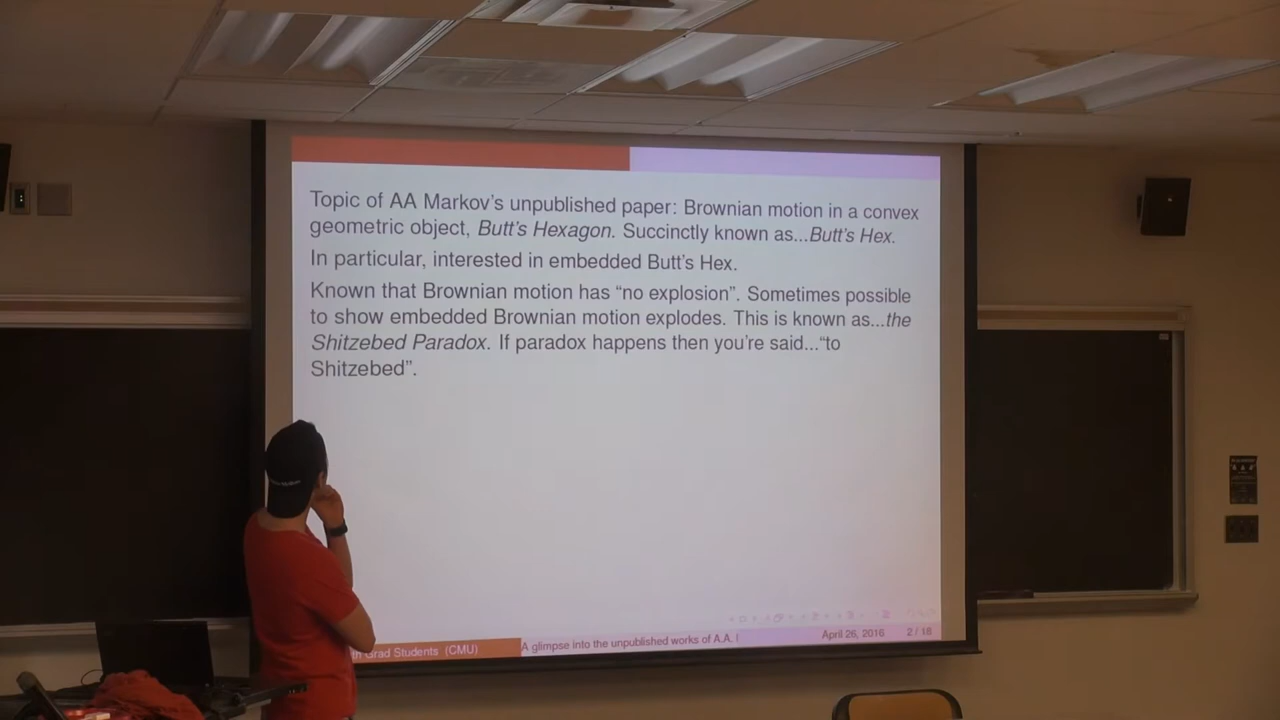 Topic of AA Markov's unpublished paper: Brownian motion in a convex
geometric object, Butt's Hexagon. Succinctly known as...Butt's Hex.
In particular, interested in embedded Butt's Hex.
Known that Brownian motion has “no explosion”. Sometimes possible
to show embedded Brownian motion explodes. This is known as...the
Shitzebed Paradox. If paradox happens then you're said...“to
Shitzebed”.
Grad Students (CMU)
A glimpse into the unpublished works of A.A.
April 26, 2016
2 / 18